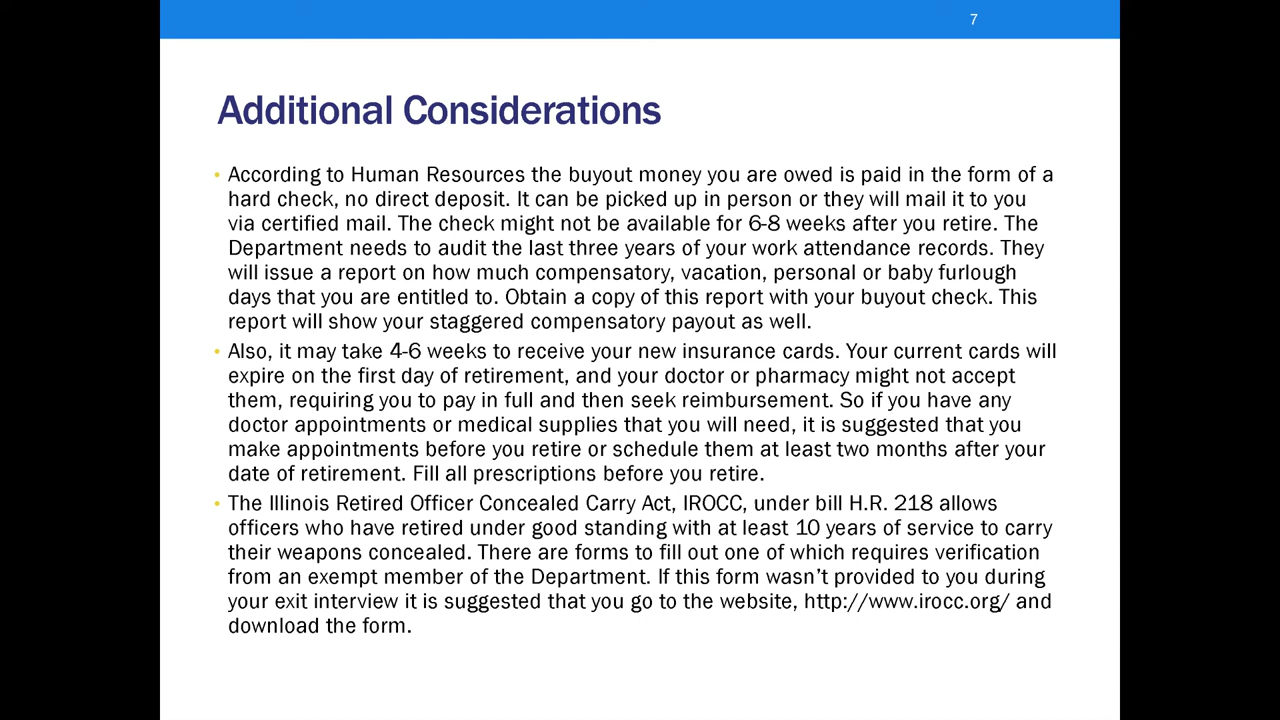 7
Additional Considerations
• According to Human Resources the buyout money you are owed is paid in the form of a
hard check, no direct deposit. It can be picked up in person or they will mail it to you
via certified mail. The check might not be available for 6-8 weeks after you retire. The
Department needs to audit the last three years of your work attendance records. They
will issue a report on how much compensatory, vacation, personal or baby furlough
days that you are entitled to. Obtain a copy of this report with your buyout check. This
report will show your staggered compensatory payout as well.
• Also, it may take 4-6 weeks to receive your new insurance cards. Your current cards will
expire on the first day of retirement, and your doctor or pharmacy might not accept
them, requiring you to pay in full and then seek reimbursement. So if you have any
doctor appointments or medical supplies that you will need, it is suggested that you
make appointments before you retire or schedule them at least two months after your
date of retirement. Fill all prescriptions before you retire.
• The Illinois Retired Officer Concealed Carry Act, IROCC, under bill H.R. 218 allows
officers who have retired under good standing with at least 10 years of service to carry
their weapons concealed. There are forms to fill out one of which requires verification
from an exempt member of the Department. If this form wasn’t provided to you during
your exit interview it is suggested that you go to the website, http://www.irocc.org/ and
download the form.